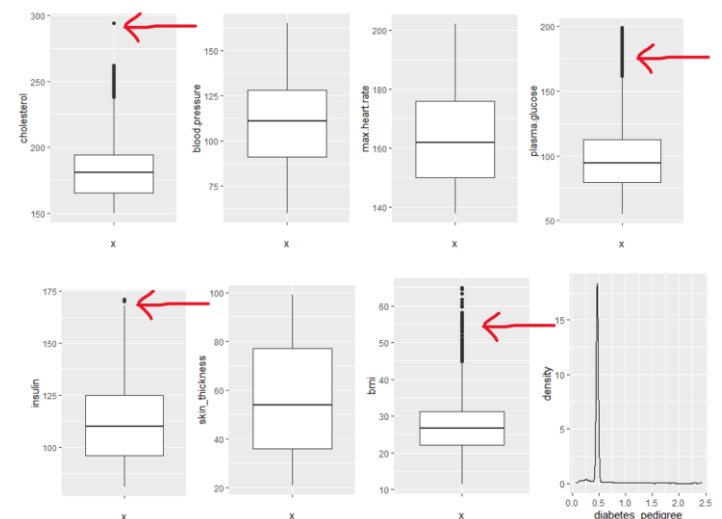 300
250
200
150
cholesterol
x
150
125
100
75
blood.pressure
x
200
180
160
140
max.heart.rate
x
200
150
100
50
plasma.glucose
x
175
150
125
100
insulin
x
100
80
60
40
20
skin_thickness
x
60
50
40
30
20
10
bmi
x
15
10
5
0
density
0.0 0.5 1.0 1.5 2.0 2.5
diabetes_pedigree